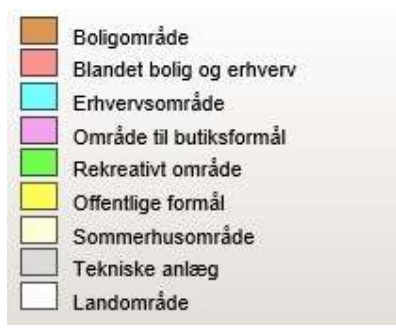 Boligområde
Blandet bolig og erhverv
Erhvervsområde
Område til butiksformål
Rekreativt område
Offentlige formål
Sommerhusområde
Tekniske anlæg
Landområde